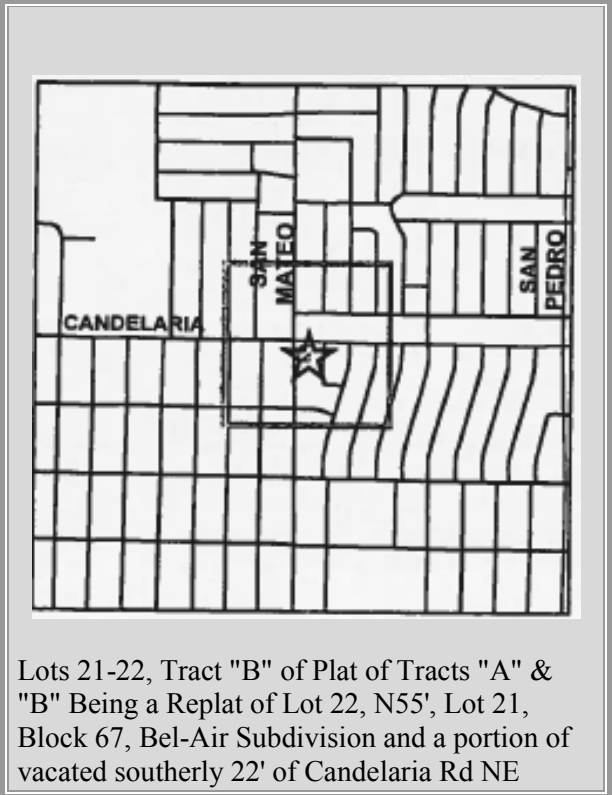 SAN
MATEO
SAN
PEDRO
CANDELARIA
Lots 21-22, Tract "B" of Plat of Tracts "A" &
"B" Being a Replat of Lot 22, N55', Lot 21,
Block 67, Bel-Air Subdivision and a portion of
vacated southerly 22' of Candelaria Rd NE